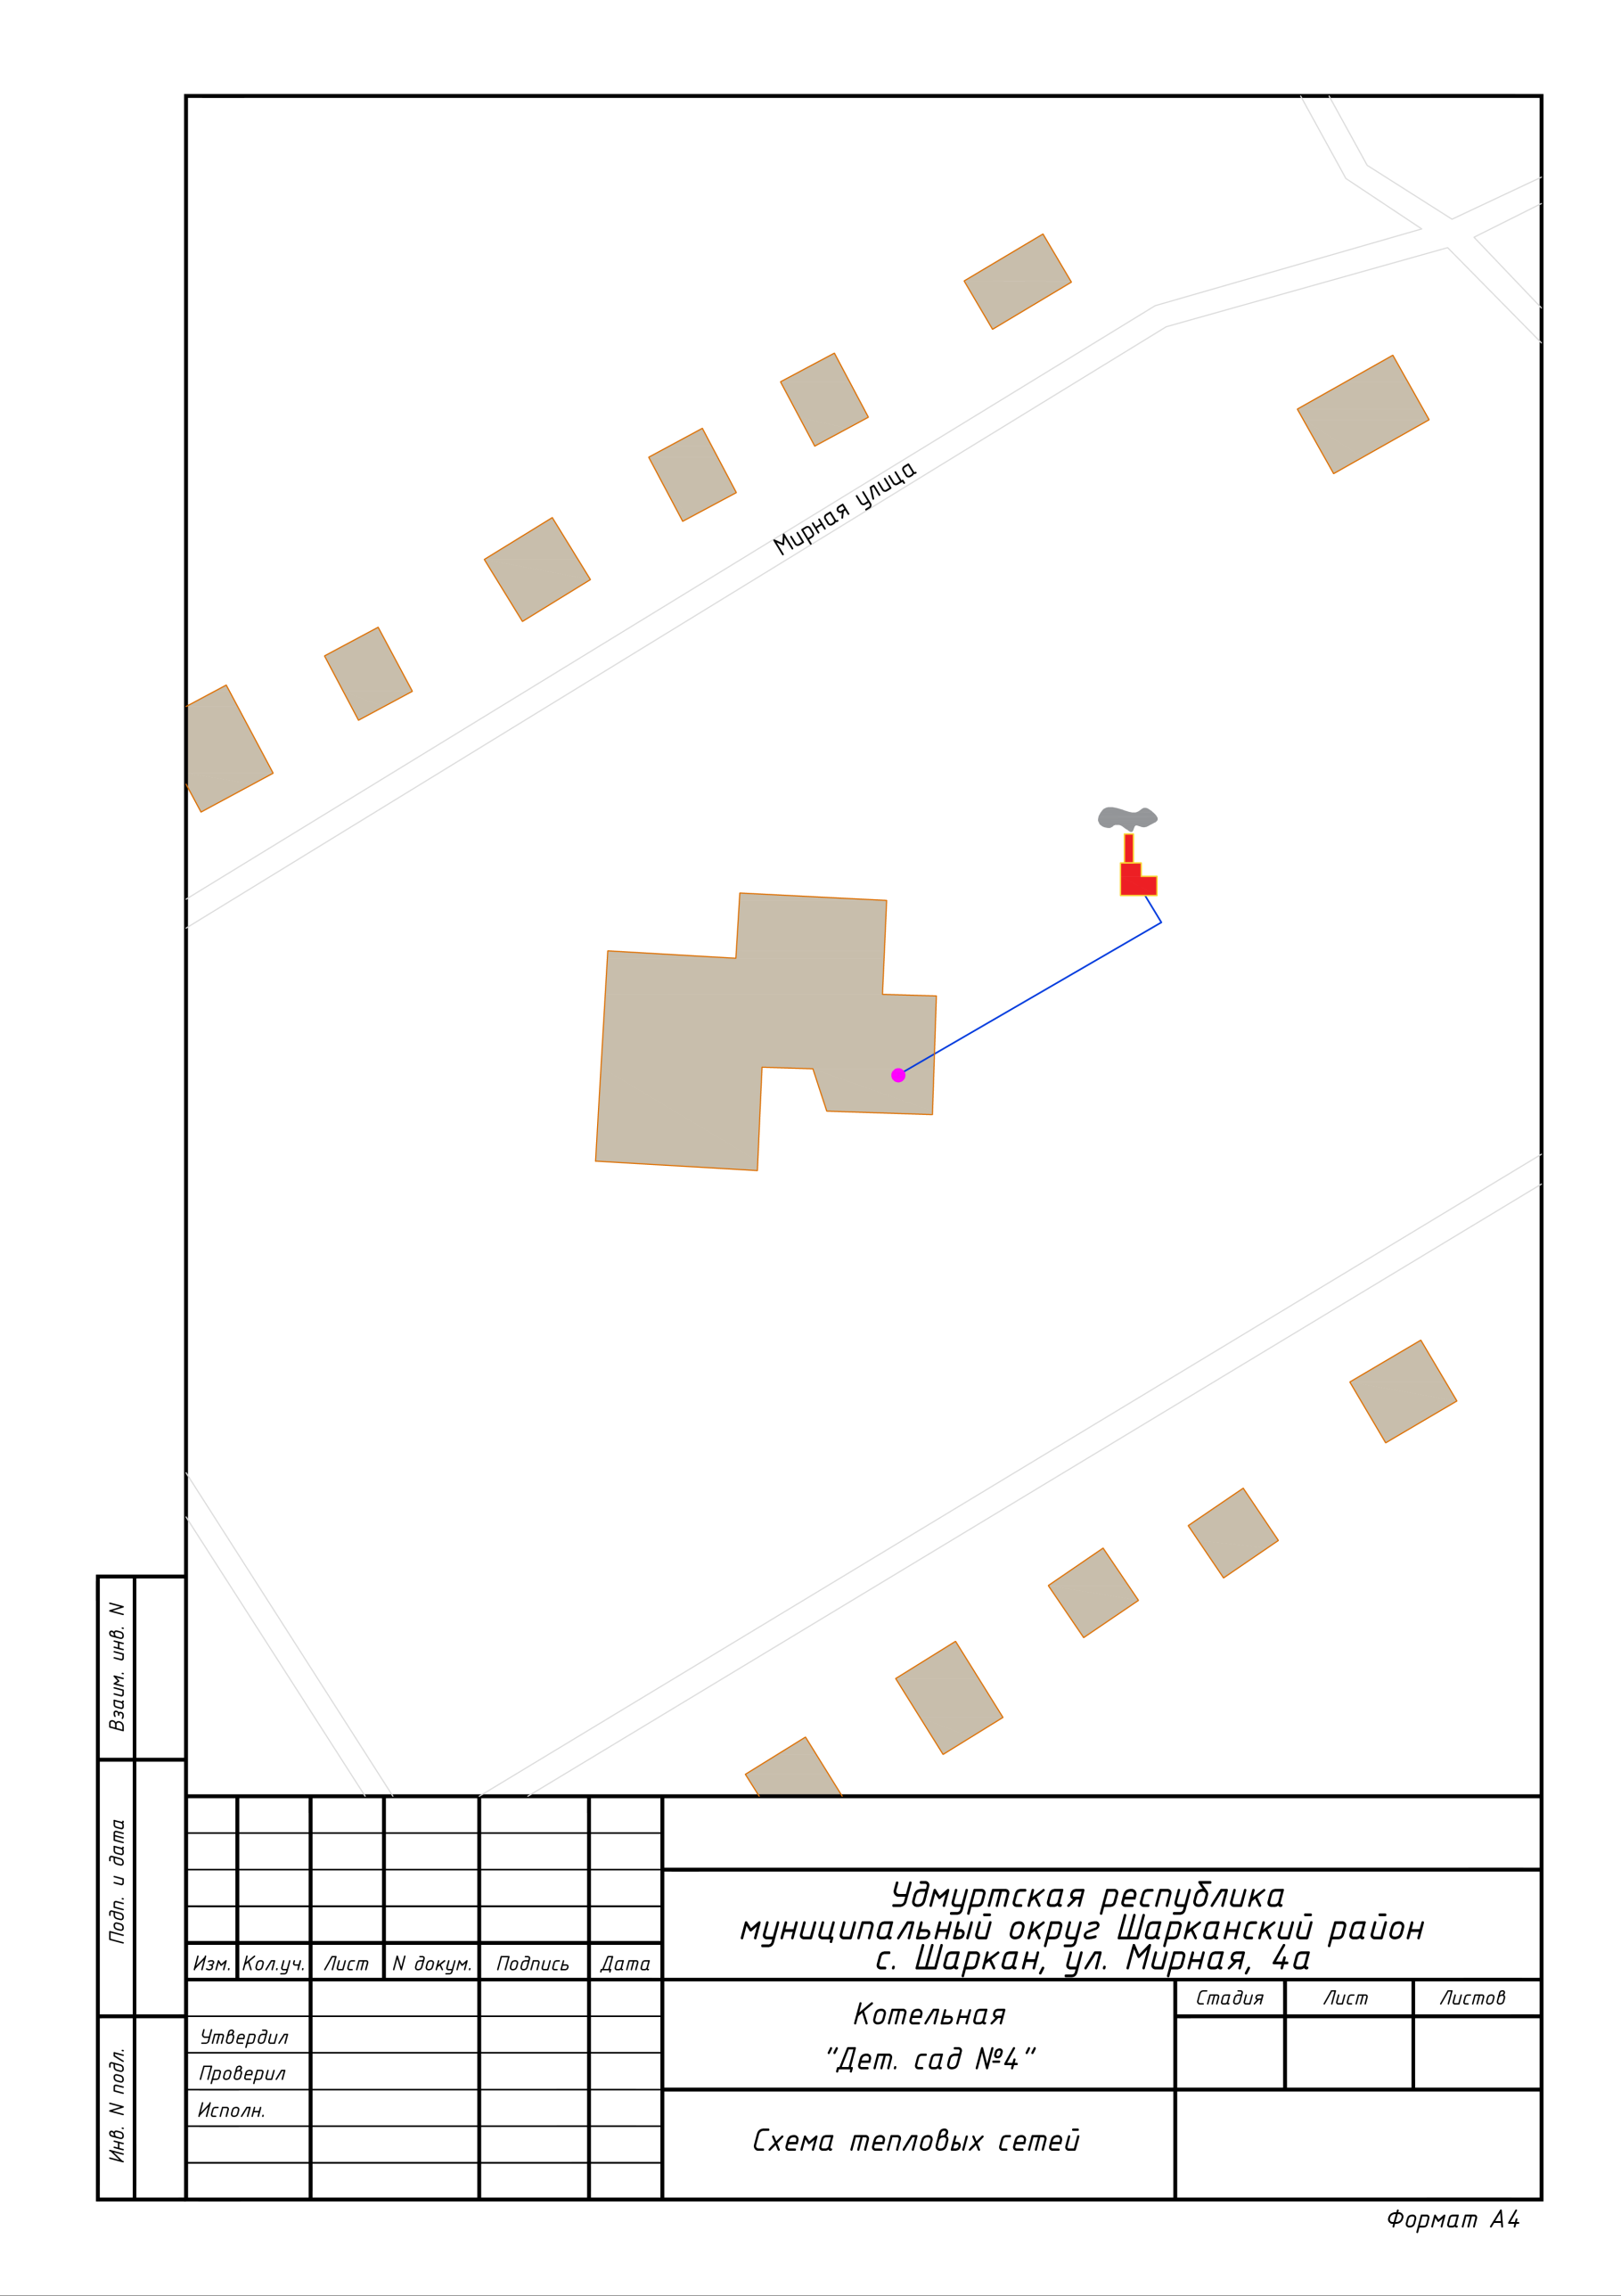 Мирная улица
Взаим. инв. N
Подп. и дата
Инв. N подл.
Изм. Кол.уч. Лист N докум. Подпись Дата
Утвердил
Проверил
Исполн.
Удмуртская республика
муниципальный округ Шарканский район
с. Шаркан, ул. Мирная, 4а
Котельная
"Дет. сад №4"
Стадия Лист Листов
Схема тепловых сетей
Формат А4